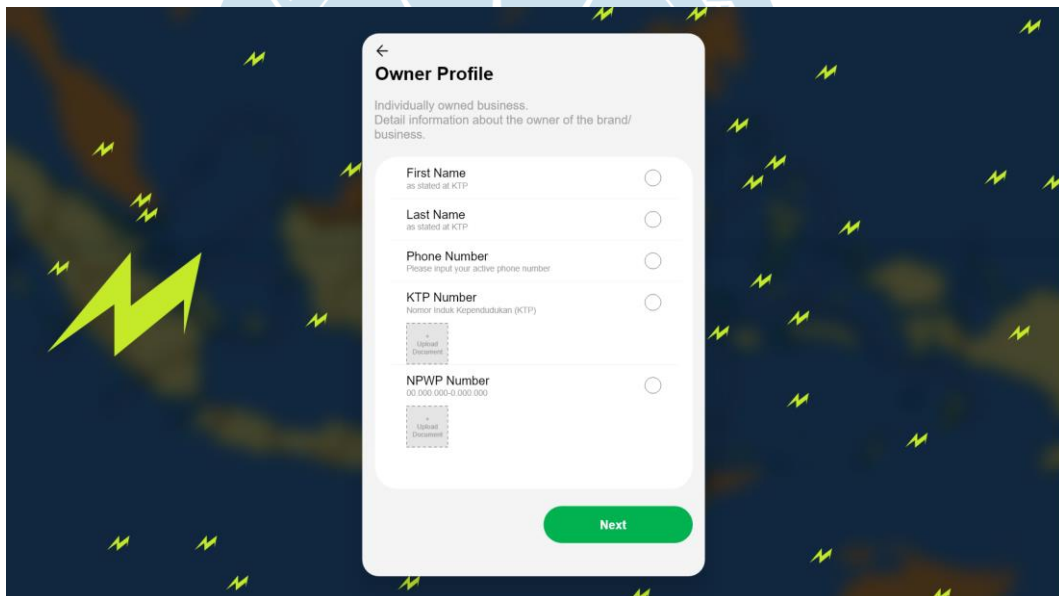 Owner Profile
Individually owned business.
Detail information about the owner of the brand/
business.
First Name
as stated at KTP
Last Name
as stated at KTP
Phone Number
Please input your active phone number
KTP Number
Nomor Induk Kependudukan (KTP)
+
Upload
Document
NPWP Number
00.000.000-0.000.000
+
Upload
Document
Next